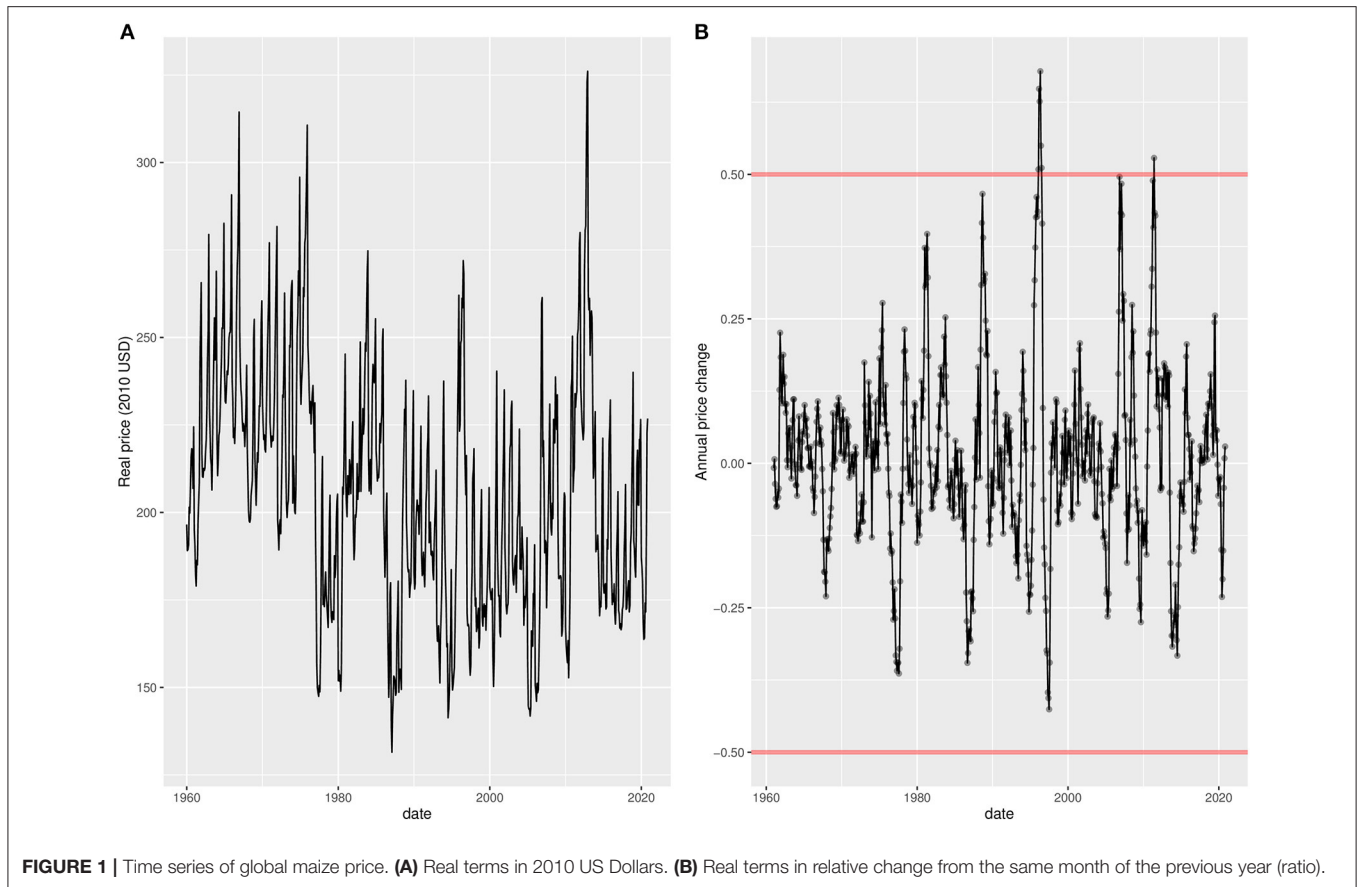 A
B
Real price (2010 USD)
300
250
200
150
1960
1980
2000
2020
date
Annual price change
0.50
0.25
0.00
−0.25
−0.50
1960
1980
2000
2020
date
FIGURE 1 | Time series of global maize price. (A) Real terms in 2010 US Dollars. (B) Real terms in relative change from the same month of the previous year (ratio).